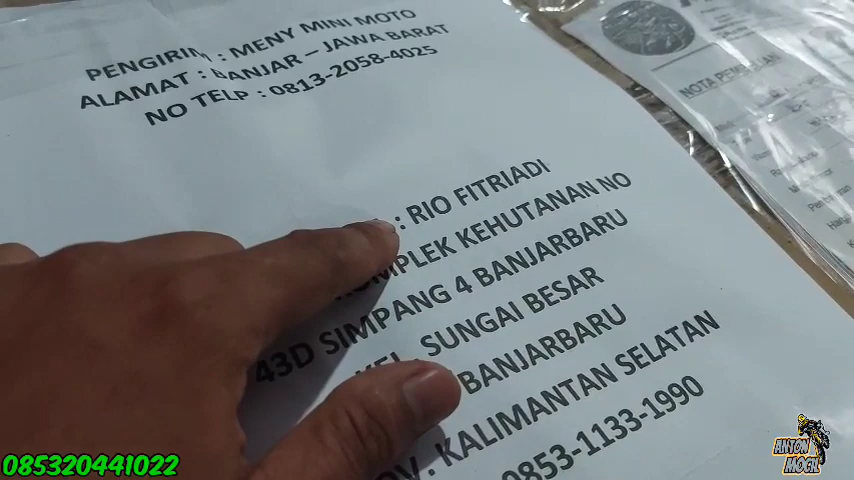 PENGIRIM : MENY MINI MOTO
ALAMAT : BANJAR – JAWA BARAT
NO TELP : 0813-2058-4025
: RIO FITRIADI
KOMPLEK KEHUTANAN NO
43D SIMPANG 4 BANJARBARU
KEL. SUNGAI BESAR
BANJARBARU
KALIMANTAN SELATAN
0853-1133-1990
NOTA PEMBELIAN
085320441022
ANTON
MOGIL